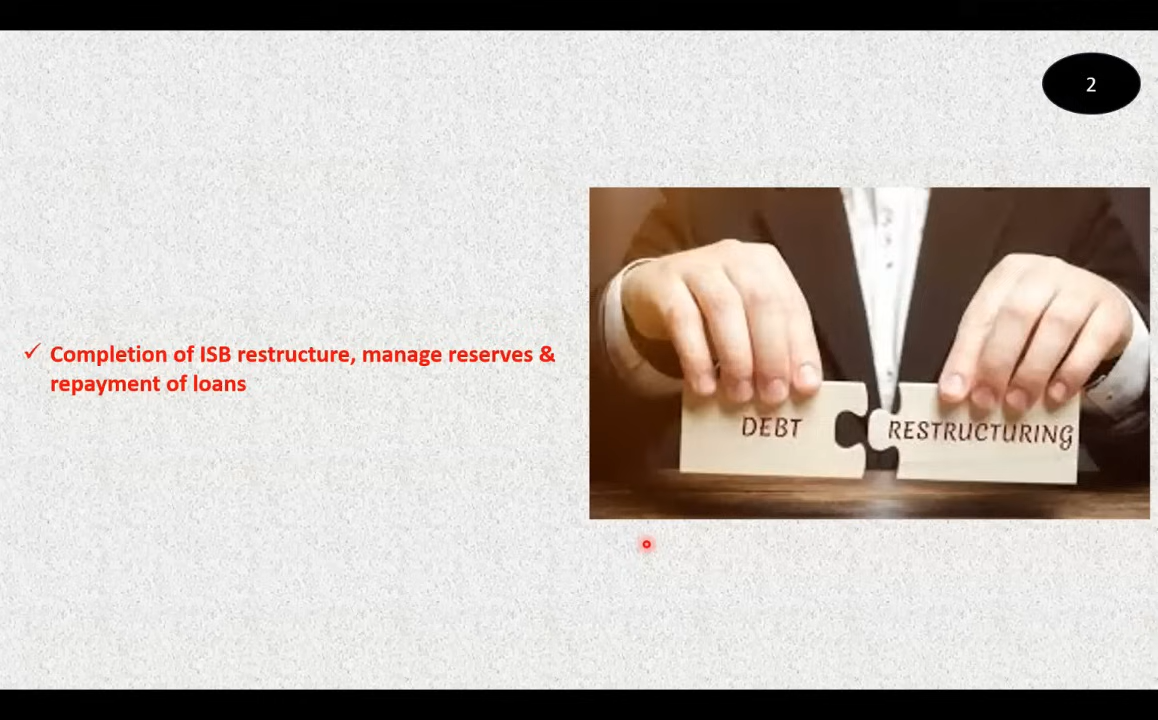 2
✓ Completion of ISB restructure, manage reserves &
repayment of loans
DEBT RESTRUCTURING